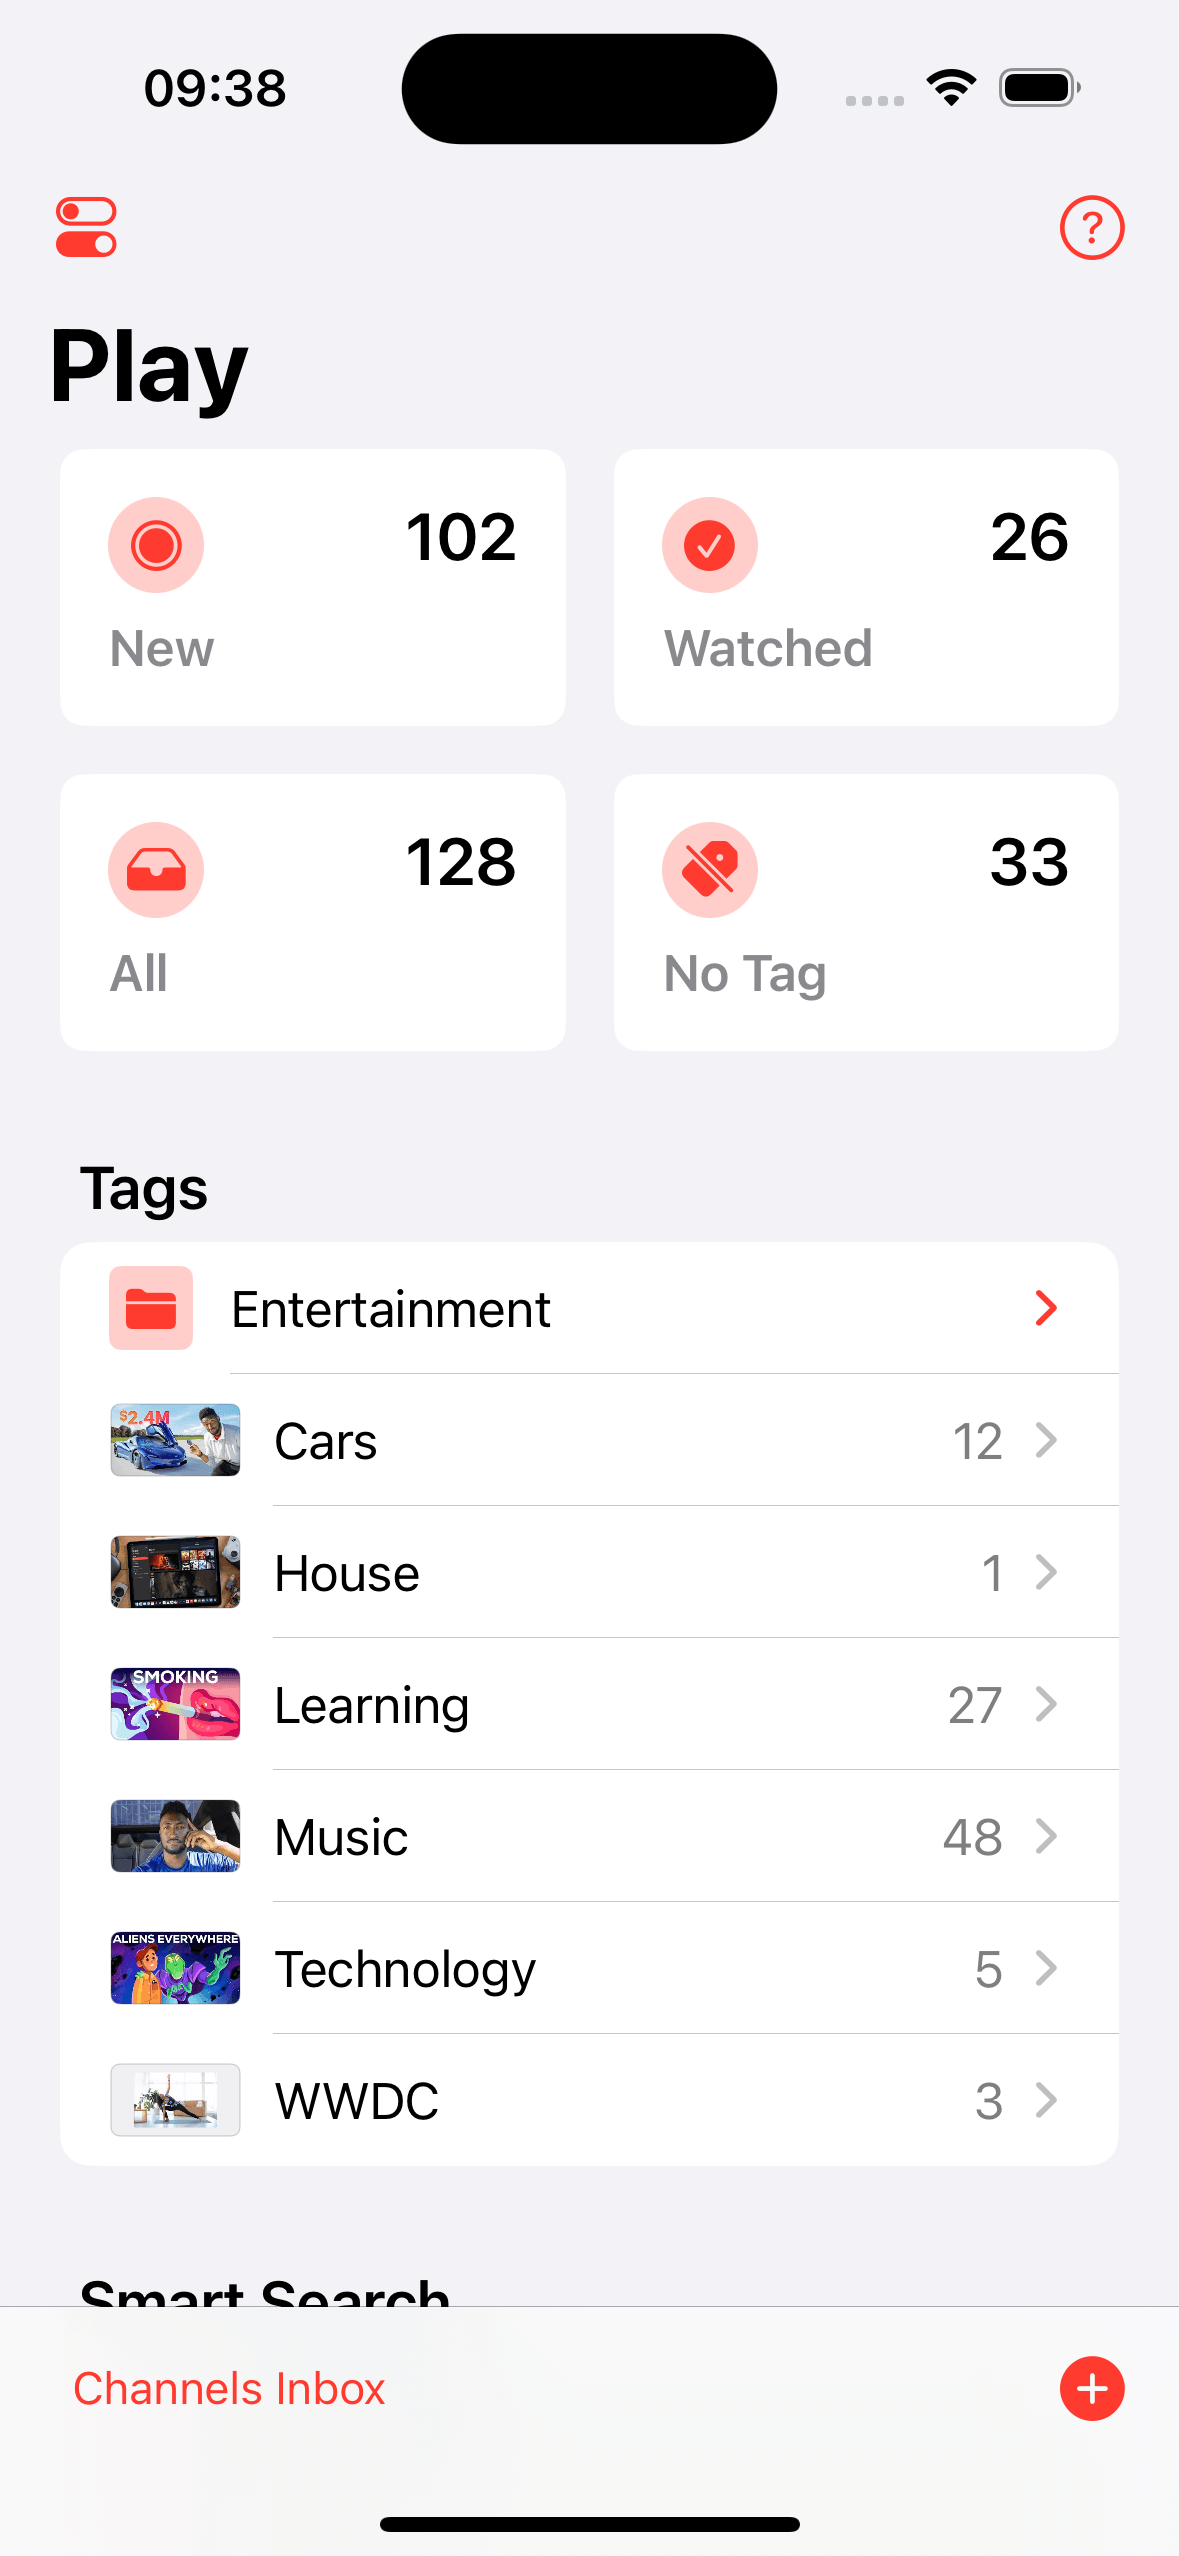 09:38
?
Play
102
New
26
Watched
128
All
33
No Tag
Tags
Entertainment
$2.4M
Cars
12
House
1
SMOKING
Learning
27
Music
48
ALIENS EVERYWHERE
Technology
5
WWDC
3
Smart Search
Channels Inbox